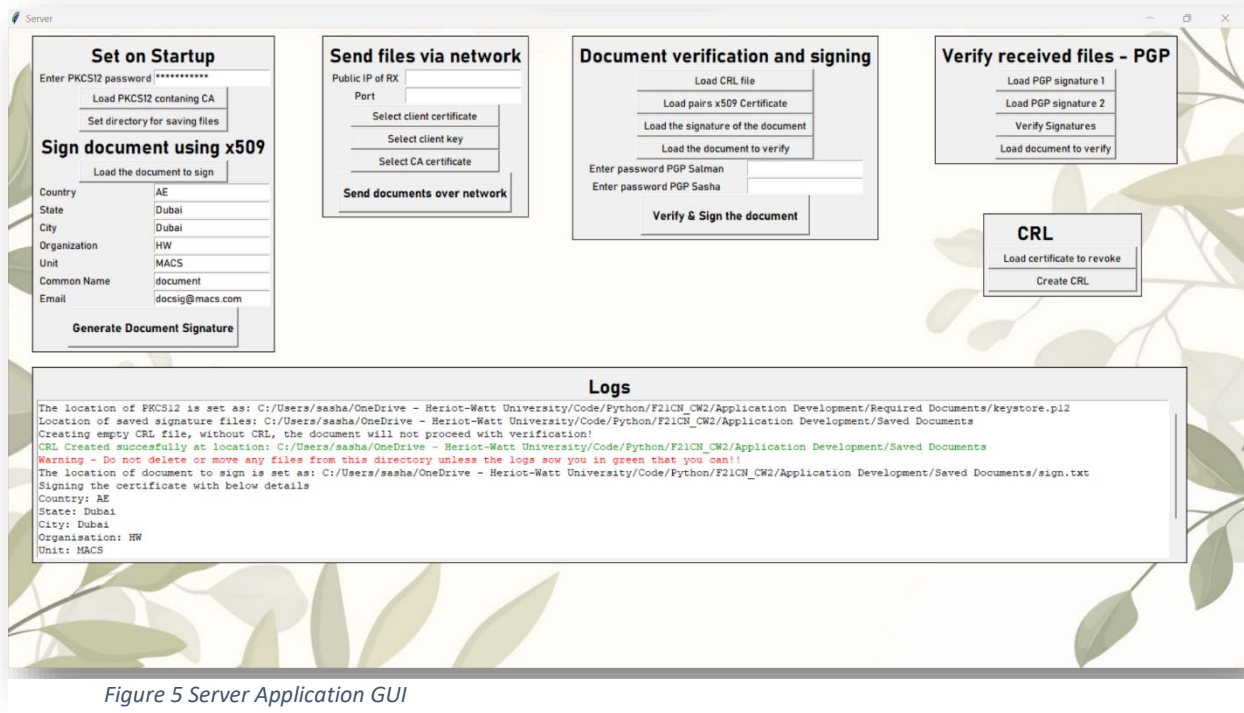 Server
Set on Startup
Enter PKCS12 password ***********
Load PKCS12 contaning CA
Set directory for saving files
Sign document using x509
Load the document to sign
Country AE
State Dubai
City Dubai
Organization HW
Unit MACS
Common Name document
Email docsig@macs.com
Generate Document Signature
Send files via network
Public IP of RX
Port
Select client certificate
Select client key
Select CA certificate
Send documents over network
Document verification and signing
Load CRL file
Load pairs x509 Certificate
Load the signature of the document
Load the document to verify
Enter password PGP Salman
Enter password PGP Sasha
Verify & Sign the document
Verify received files - PGP
Load PGP signature 1
Load PGP signature 2
Verify Signatures
Load document to verify
CRL
Load certificate to revoke
Create CRL
Logs
The location of PKCS12 is set as: C:/Users/sasha/OneDrive - Heriot-Watt University/Code/Python/F21CN_CW2/Application Development/Required Documents/keystore.p12
Location of saved signature files: C:/Users/sasha/OneDrive - Heriot-Watt University/Code/Python/F21CN_CW2/Application Development/Saved Documents
Creating empty CRL file, without CRL, the document will not proceed with verification!
CRL Created succesfully at location: C:/Users/sasha/OneDrive - Heriot-Watt University/Code/Python/F21CN_CW2/Application Development/Saved Documents
Warning - Do not delete or move any files from this directory unless the logs sow you in green that you can!!
The location of document to sign is set as: C:/Users/sasha/OneDrive - Heriot-Watt University/Code/Python/F21CN_CW2/Application Development/Saved Documents/sign.txt
Signing the certificate with below details
Country: AE
State: Dubai
City: Dubai
Organisation: HW
Unit: MACS
Figure 5 Server Application GUI